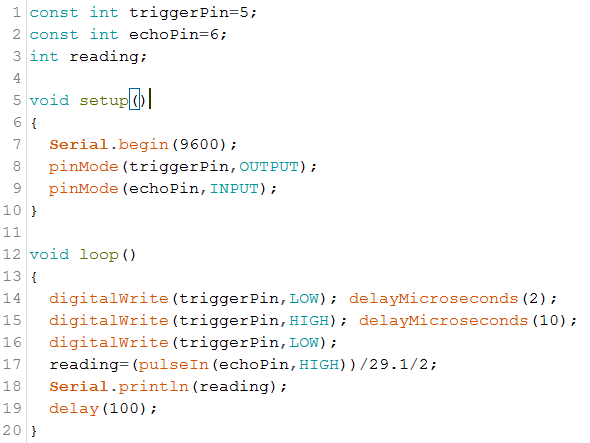 1 const int triggerPin=5;
2 const int echoPin=6;
3 int reading;
4
5 void setup()
6 {
7   Serial.begin(9600);
8   pinMode(triggerPin,OUTPUT);
9   pinMode(echoPin,INPUT);
10 }
11
12 void loop()
13 {
14   digitalWrite(triggerPin,LOW); delayMicroseconds(2);
15   digitalWrite(triggerPin,HIGH); delayMicroseconds(10);
16   digitalWrite(triggerPin,LOW);
17   reading=(pulseIn(echoPin,HIGH))/29.1/2;
18   Serial.println(reading);
19   delay(100);
20 }